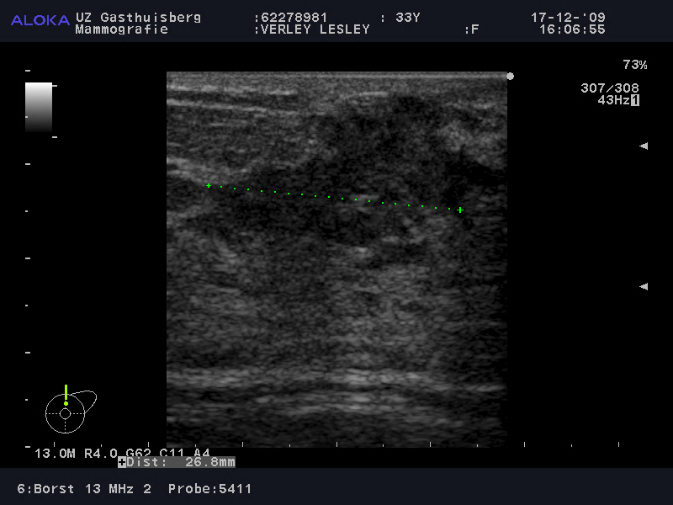 ALOKA UZ Gasthuisberg :62278981 : 33Y 17-12-'09
Mammografie :VERLEY LESLEY :F 16:06:55
73%
307/308
43Hz 1
13.0M R4.0 G62 C11 A4
+Dist: 26.8mm
6:Borst 13 MHz 2 Probe:5411